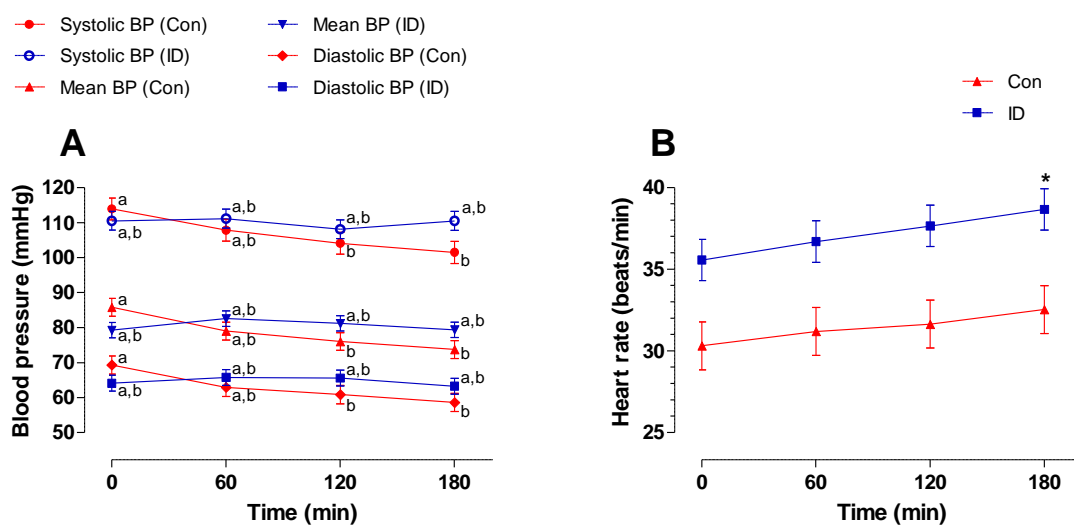 Systolic BP (Con) Mean BP (ID)
Systolic BP (ID) Diastolic BP (Con)
Mean BP (Con) Diastolic BP (ID)
Con
ID
A
B
Blood pressure (mmHg)
120
110
100
90
80
70
60
50
a
a,b
a,b
a,b
a,b
b
a,b
b
a
a,b
a,b
a,b
a,b
b
a,b
b
a
a,b
a,b
a,b
a,b
b
a,b
b
0 60 120 180
Time (min)
Heart rate (beats/min)
40
35
30
25
*
0 60 120 180
Time (min)